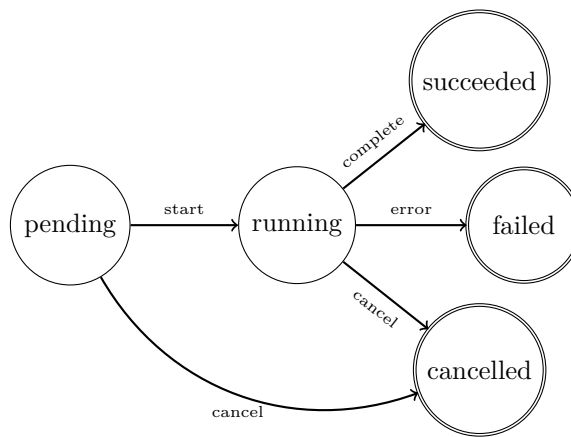 succeeded
complete
pending
start
running
error
failed
cancel
cancelled
cancel